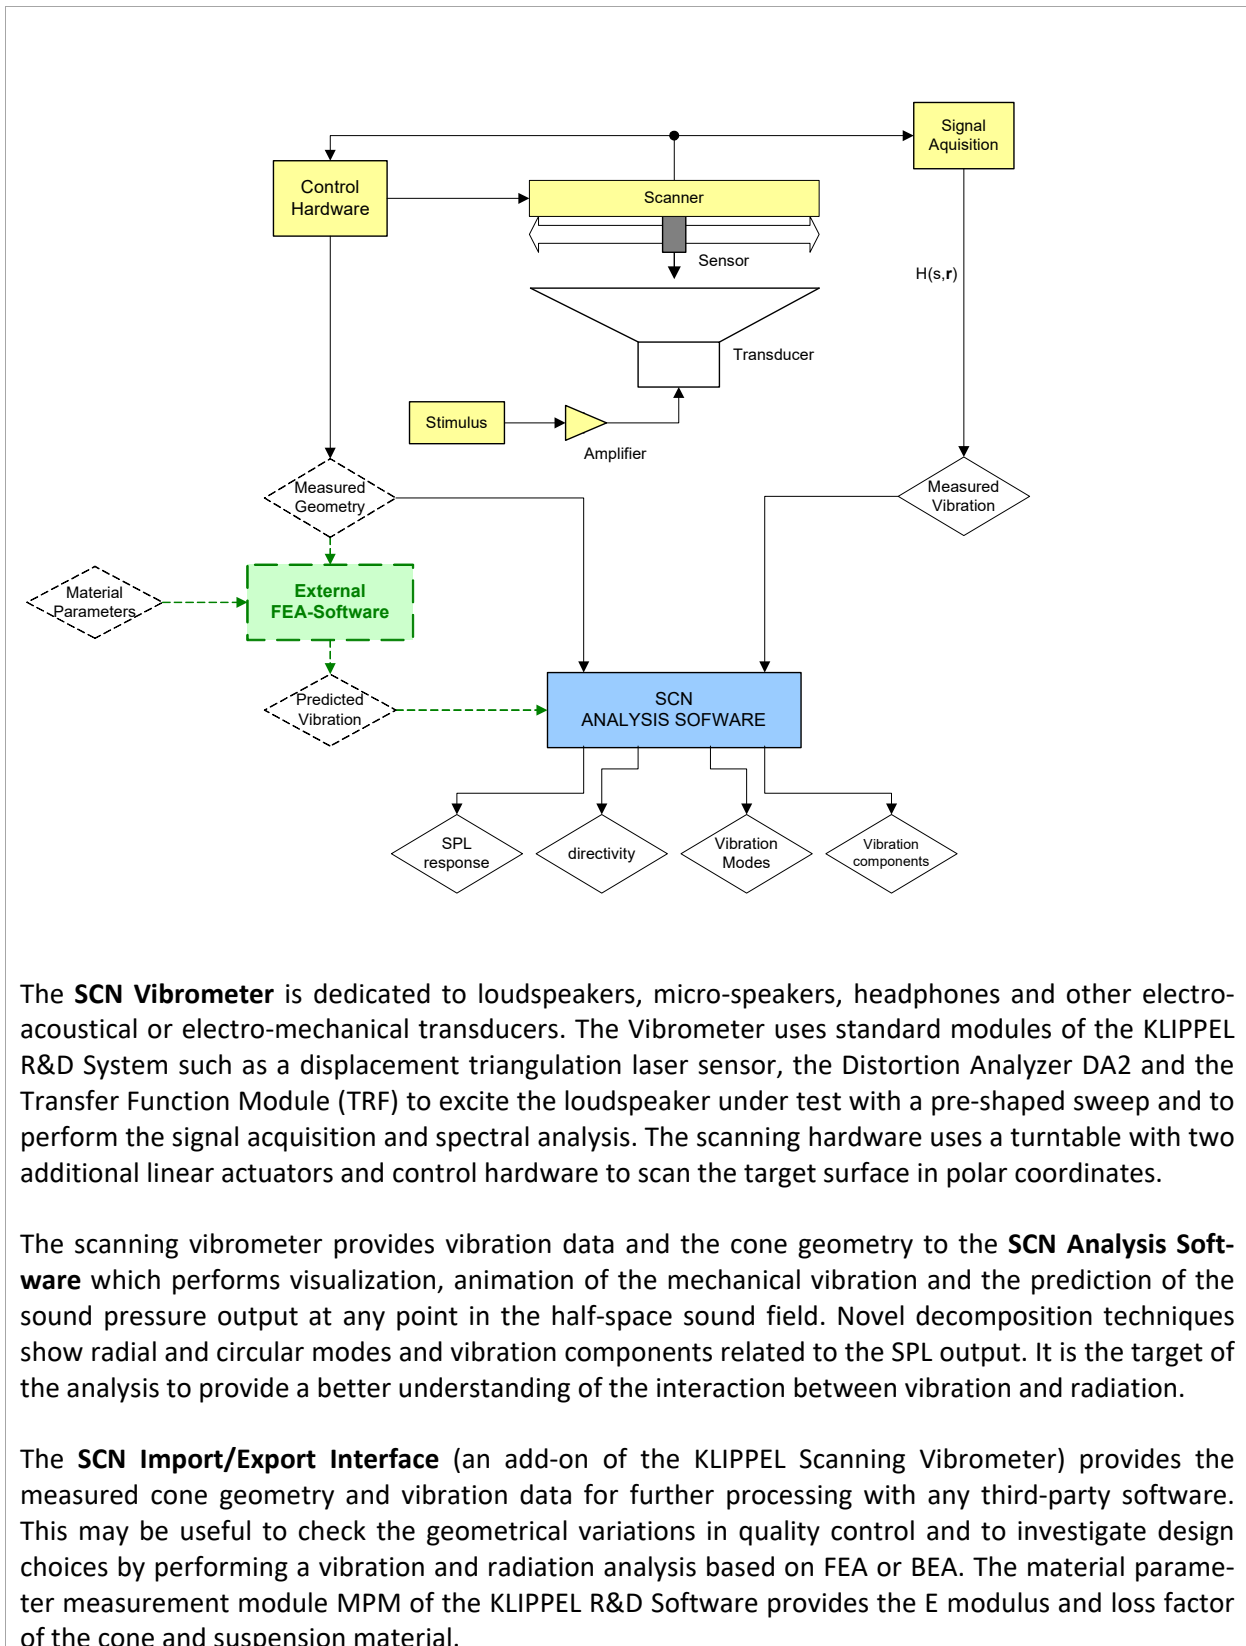 Signal
Aquisition
Control
Hardware
Scanner
Sensor
H(s,r)
Transducer
Stimulus
Amplifier
Measured
Geometry
Measured
Vibration
Material
Parameters
External
FEA-Software
Predicted
Vibration
SCN
ANALYSIS SOFWARE
SPL
response
directivity
Vibration
Modes
Vibration
components
The SCN Vibrometer is dedicated to loudspeakers, micro-speakers, headphones and other electro-
acoustical or electro-mechanical transducers. The Vibrometer uses standard modules of the KLIPPEL
R&D System such as a displacement triangulation laser sensor, the Distortion Analyzer DA2 and the
Transfer Function Module (TRF) to excite the loudspeaker under test with a pre-shaped sweep and to
perform the signal acquisition and spectral analysis. The scanning hardware uses a turntable with two
additional linear actuators and control hardware to scan the target surface in polar coordinates.
The scanning vibrometer provides vibration data and the cone geometry to the SCN Analysis Soft-
ware which performs visualization, animation of the mechanical vibration and the prediction of the
sound pressure output at any point in the half-space sound field. Novel decomposition techniques
show radial and circular modes and vibration components related to the SPL output. It is the target of
the analysis to provide a better understanding of the interaction between vibration and radiation.
The SCN Import/Export Interface (an add-on of the KLIPPEL Scanning Vibrometer) provides the
measured cone geometry and vibration data for further processing with any third-party software.
This may be useful to check the geometrical variations in quality control and to investigate design
choices by performing a vibration and radiation analysis based on FEA or BEA. The material parame-
ter measurement module MPM of the KLIPPEL R&D Software provides the E modulus and loss factor
of the cone and suspension material.